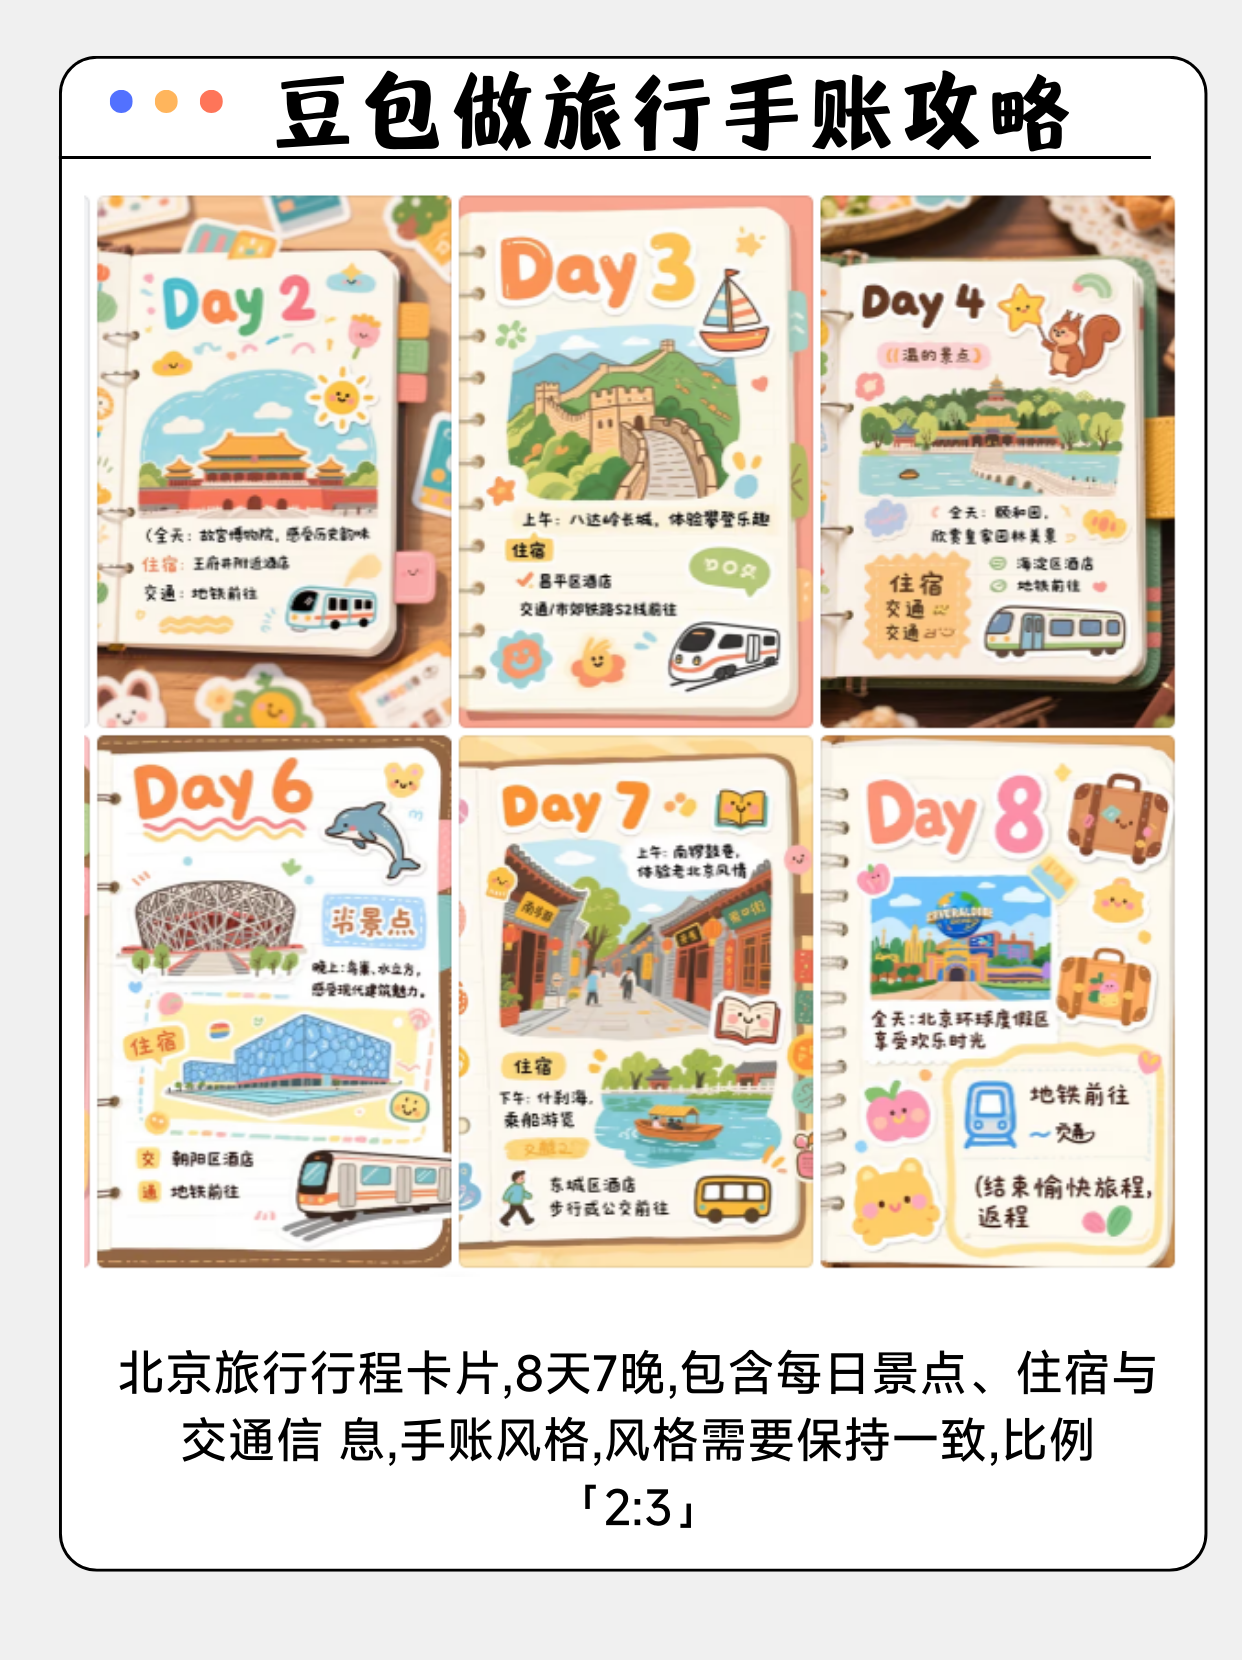 豆包做旅行手账攻略
Day 2
(全天：故宫博物院，感受历史韵味
住宿：王府井附近酒店
交通：地铁前往
Day 3
上午：八达岭长城，体验攀登乐趣
住宿
昌平区酒店
交通/市郊铁路S2线前往
Day 4
温的景点
全天：颐和园，
欣赏皇家园林美景
住宿
交通
交通
海淀区酒店
地铁前往
Day 6
景点
晚上：鸟巢、水立方，
感受现代建筑魅力。
住宿
交 朝阳区酒店
通 地铁前往
Day 7
上午：南锣鼓巷，
体验老北京风情
住宿
下午：什刹海，
乘船游览
东城区酒店
步行或公交前往
Day 8
全天：北京环球度假区
享受欢乐时光
地铁前往
~交通
(结束愉快旅程，
返程
北京旅行行程卡片,8天7晚,包含每日景点、住宿与
交通信 息,手账风格,风格需要保持一致,比例
「2:3」